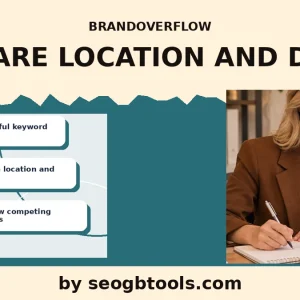 BRANDOVERFLOW
ARE LOCATION AND D
ful keyword
location and
w competing
s
by seogbtools.com